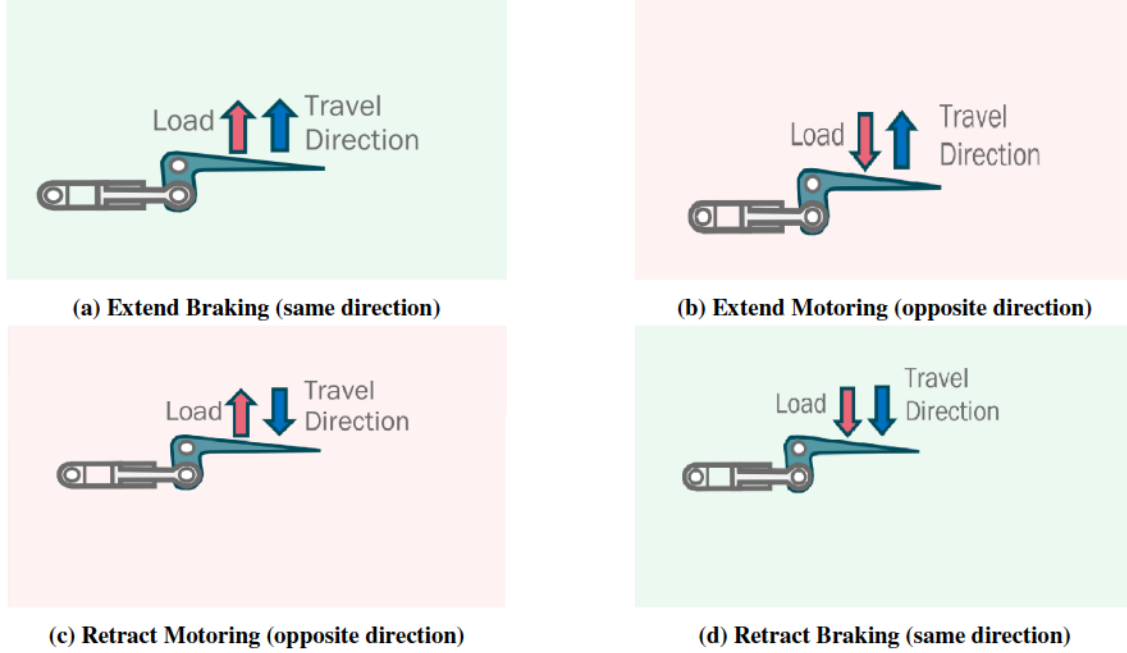 Load
Travel
Direction
Load
Travel
Direction
(a) Extend Braking (same direction)
(b) Extend Motoring (opposite direction)
Load
Travel
Direction
Load
Travel
Direction
(c) Retract Motoring (opposite direction)
(d) Retract Braking (same direction)